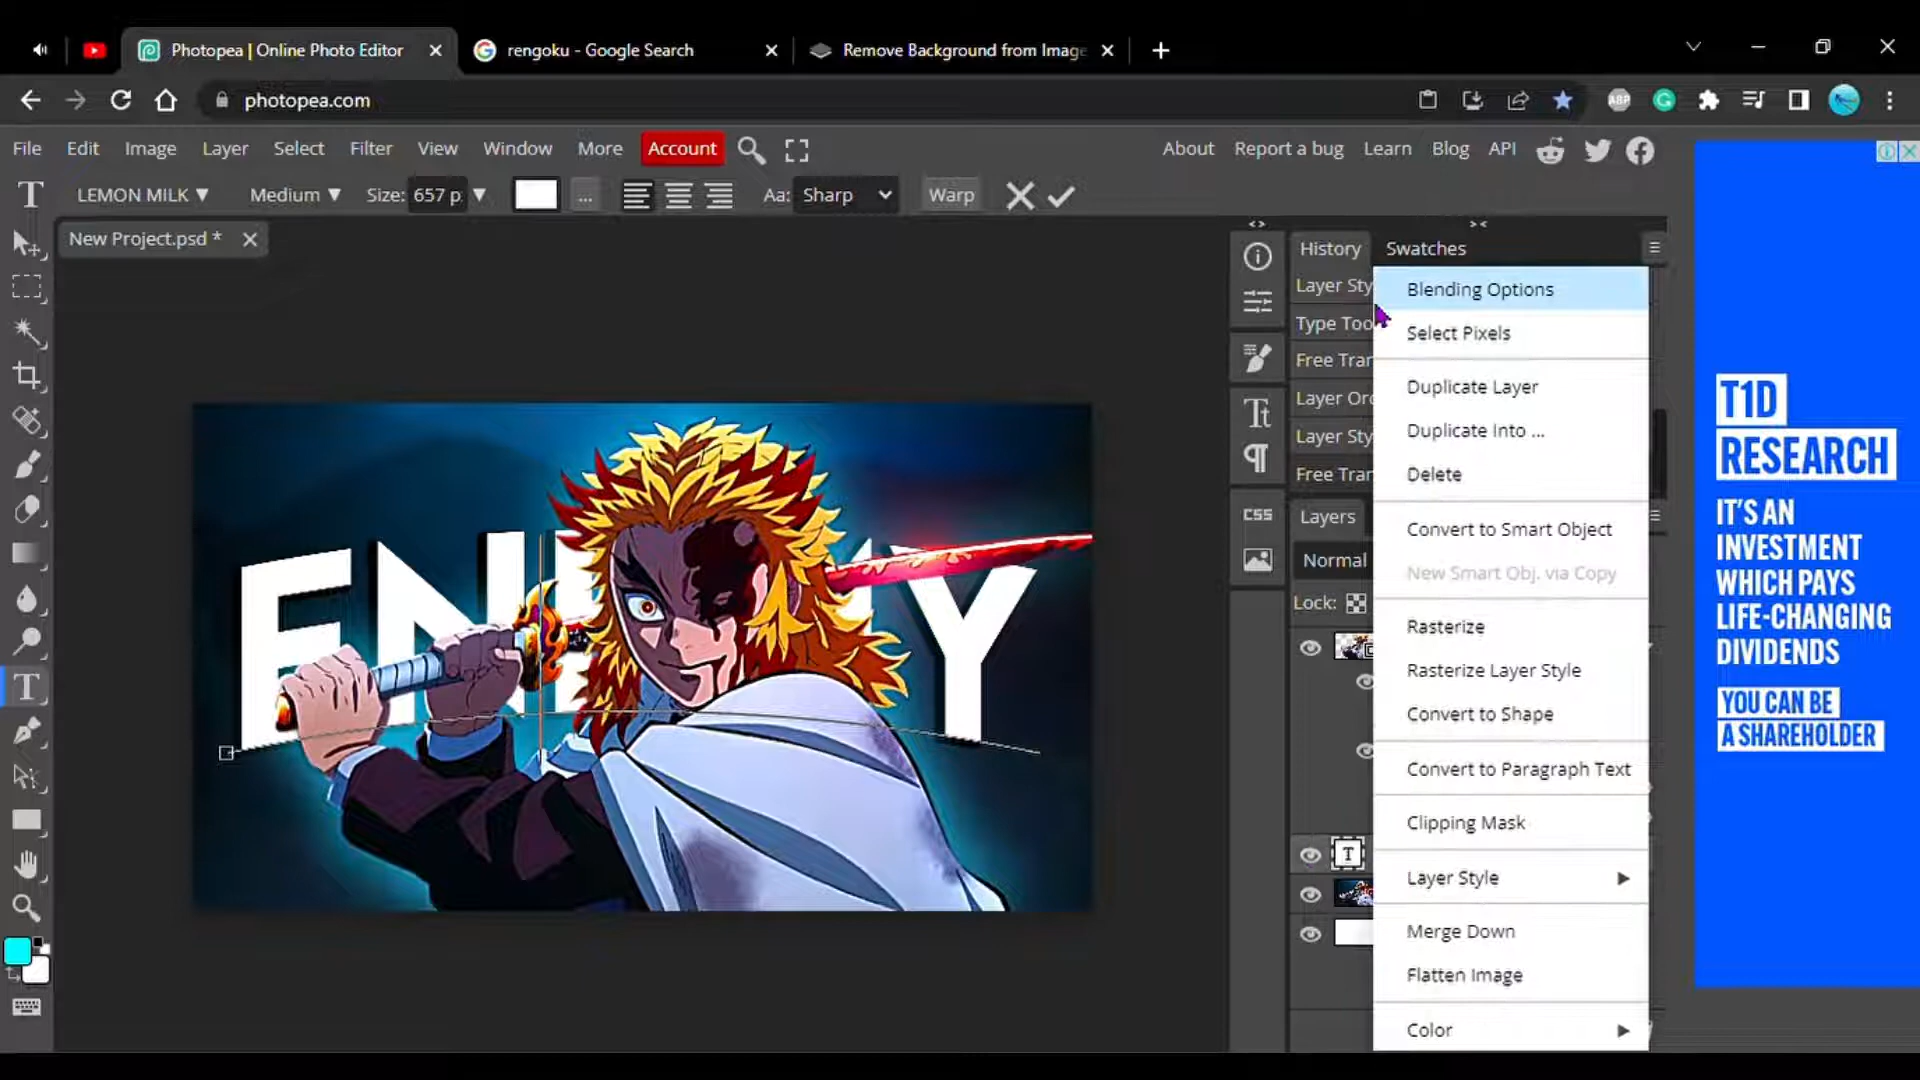 Photopea | Online Photo Editor
rengoku - Google Search
Remove Background from Image
photopea.com
ABP
File Edit Image Layer Select Filter View Window More Account
About Report a bug Learn Blog API
LEMON MILK Medium Size: 657 p ... Aa: Sharp Warp
New Project.psd *
History Swatches
Layer Sty
Type Too
Free Tran
Layer Ord
Layer Sty
Free Tran
CSS
Layers
Normal
Lock:
Blending Options
Select Pixels
Duplicate Layer
Duplicate Into ...
Delete
Convert to Smart Object
New Smart Obj. via Copy
Rasterize
Rasterize Layer Style
Convert to Shape
Convert to Paragraph Text
Clipping Mask
Layer Style
Merge Down
Flatten Image
Color
T1D
RESEARCH
IT'S AN
INVESTMENT
WHICH PAYS
LIFE-CHANGING
DIVIDENDS
YOU CAN BE
A SHAREHOLDER